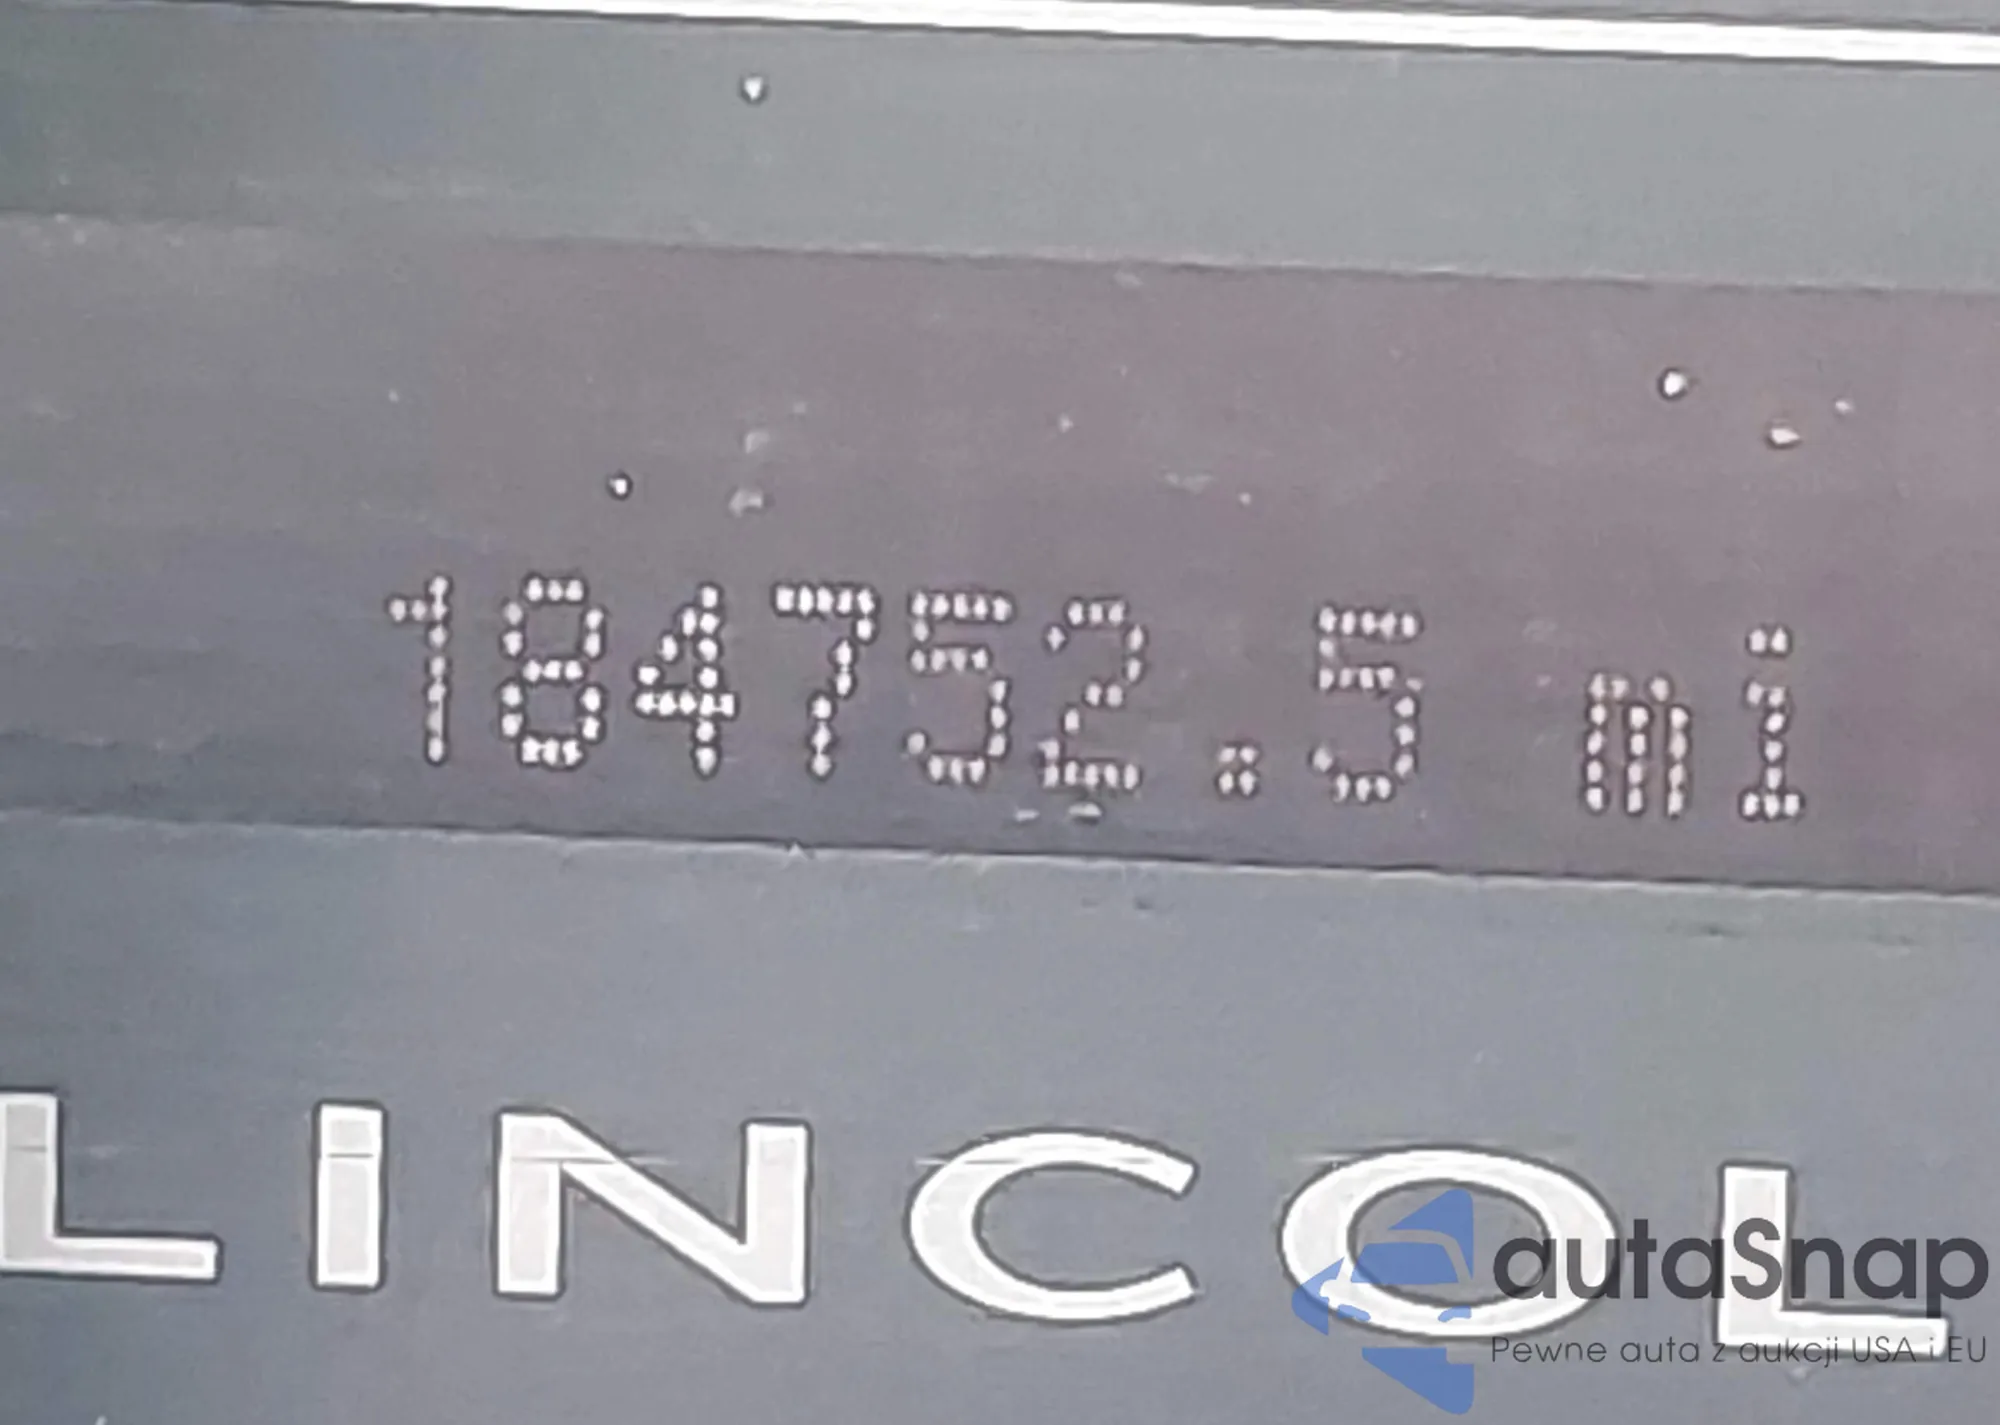 184752.5 mi
LINCOL
autaSnap
Pewne auta z aukcji USA i EU